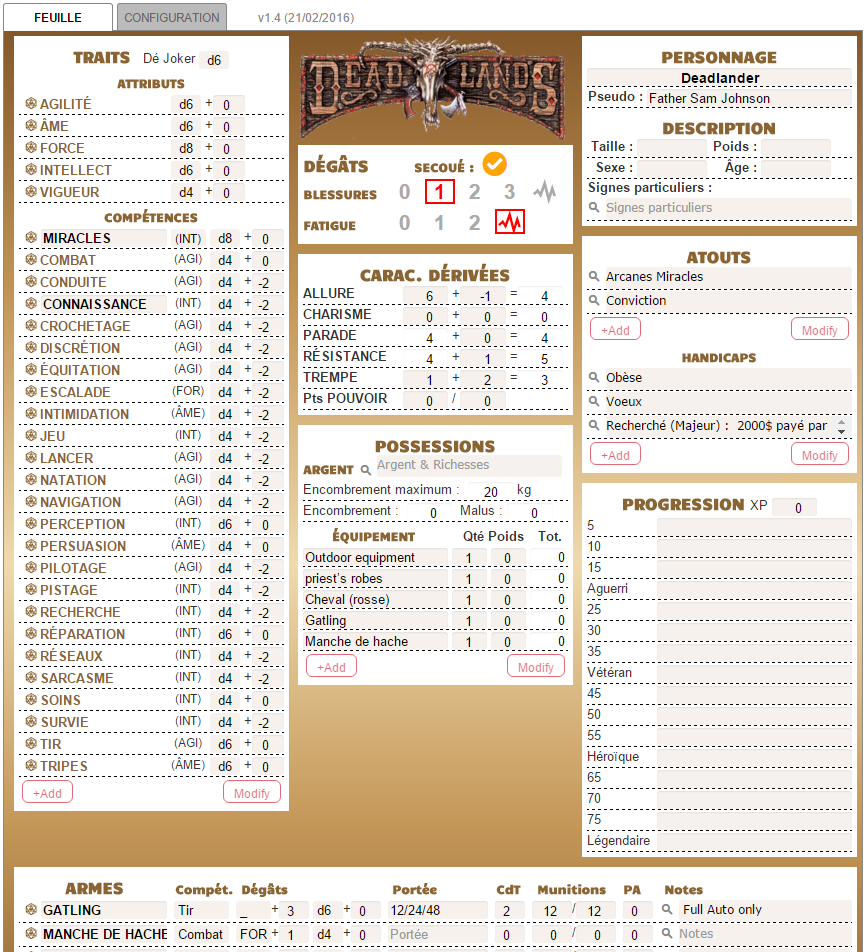 FEUILLE CONFIGURATION v1.4 (21/02/2016)
TRAITS Dé Joker d6
ATTRIBUTS
AGILITÉ d6 + 0
ÂME d6 + 0
FORCE d8 + 0
INTELLECT d6 + 0
VIGUEUR d4 + 0
COMPÉTENCES
MIRACLES (INT) d8 + 0
COMBAT (AGI) d4 + 0
CONDUITE (AGI) d4 + -2
CONNAISSANCE (INT) d4 + -2
CROCHETAGE (AGI) d4 + -2
DISCRÉTION (AGI) d4 + -2
ÉQUITATION (AGI) d4 + -2
ESCALADE (FOR) d4 + -2
INTIMIDATION (ÂME) d4 + -2
JEU (INT) d4 + -2
LANCER (AGI) d4 + -2
NATATION (AGI) d4 + -2
NAVIGATION (AGI) d4 + -2
PERCEPTION (INT) d6 + 0
PERSUASION (ÂME) d4 + 0
PILOTAGE (AGI) d4 + -2
PISTAGE (INT) d4 + -2
RECHERCHE (INT) d4 + -2
RÉPARATION (INT) d6 + 0
RÉSEAUX (INT) d4 + -2
SARCASME (INT) d4 + -2
SOINS (INT) d4 + 0
SURVIE (INT) d4 + -2
TIR (AGI) d6 + 0
TRIPES (ÂME) d6 + 0
+Add Modify
DEADLANDS
DÉGÂTS SECOUÉ :
BLESSURES 0 1 2 3
FATIGUE 0 1 2
CARAC. DÉRIVÉES
ALLURE 6 + -1 = 4
CHARISME 0 + 0 = 0
PARADE 4 + 0 = 4
RÉSISTANCE 4 + 1 = 5
TREMPE 1 + 2 = 3
Pts POUVOIR 0 / 0
POSSESSIONS
ARGENT Argent & Richesses
Encombrement maximum : 20 kg
Encombrement : 0 Malus : 0
ÉQUIPEMENT Qté Poids Tot.
Outdoor equipment 1 0 0
priest's robes 1 0 0
Cheval (rosse) 1 0 0
Gatling 1 0 0
Manche de hache 1 0 0
+Add Modify
PERSONNAGE
Deadlander
Pseudo : Father Sam Johnson
DESCRIPTION
Taille : Poids :
Sexe : Âge :
Signes particuliers :
Signes particuliers
ATOUTS
Arcanes Miracles
Conviction
+Add Modify
HANDICAPS
Obèse
Voeux
Recherché (Majeur) : 2000$ payé par
+Add Modify
PROGRESSION XP 0
5
10
15
Aguerri
25
30
35
Vétéran
45
50
55
Héroïque
65
70
75
Légendaire
ARMES Compét. Dégâts Portée CdT Munitions PA Notes
GATLING Tir _ + 3 d6 + 0 12/24/48 2 12 / 12 0 Full Auto only
MANCHE DE HACHE Combat FOR + 1 d4 + 0 Portée 0 0 / 0 0 Notes